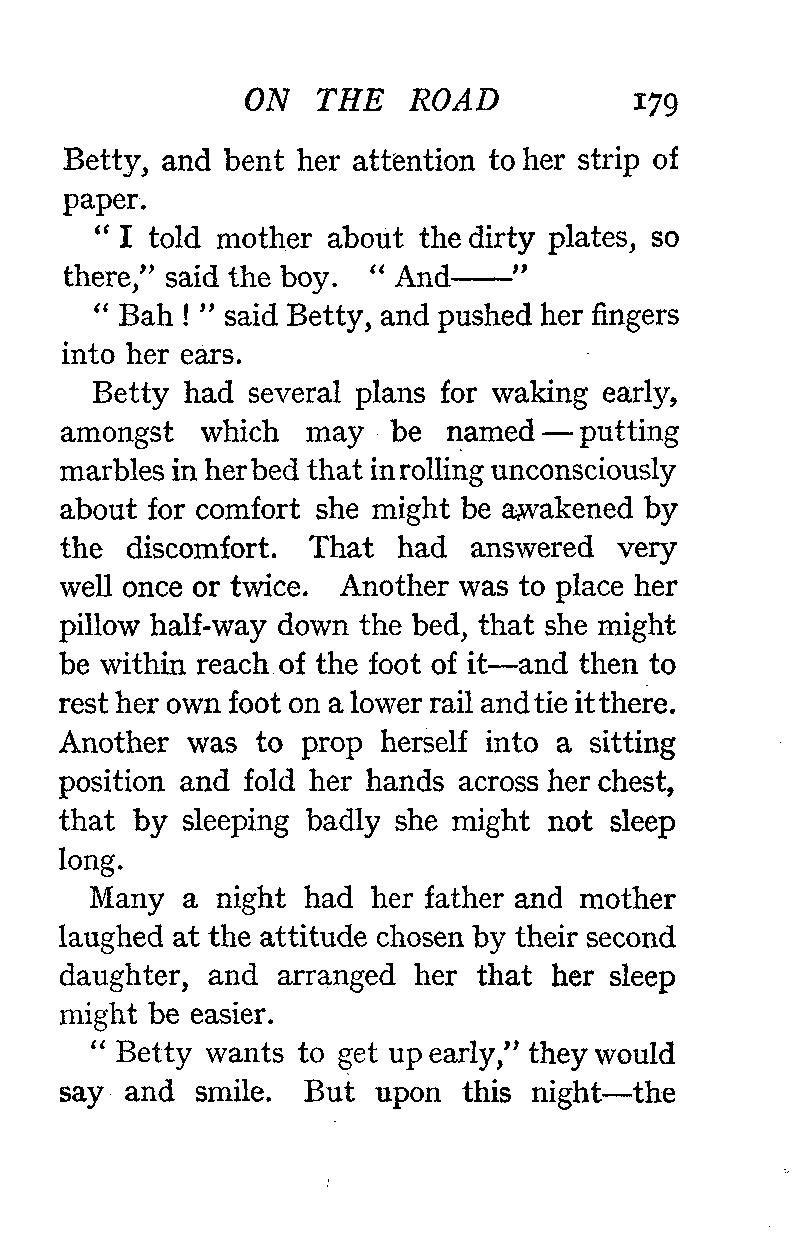 ON THE ROAD 179
Betty, and bent her attention to her strip of
paper.
“ I told mother about the dirty plates, so
there,” said the boy. “ And——”
“ Bah ! ” said Betty, and pushed her fingers
into her ears.
Betty had several plans for waking early,
amongst which may be named — putting
marbles in her bed that in rolling unconsciously
about for comfort she might be awakened by
the discomfort. That had answered very
well once or twice. Another was to place her
pillow half-way down the bed, that she might
be within reach of the foot of it—and then to
rest her own foot on a lower rail and tie it there.
Another was to prop herself into a sitting
position and fold her hands across her chest,
that by sleeping badly she might not sleep
long.
Many a night had her father and mother
laughed at the attitude chosen by their second
daughter, and arranged her that her sleep
might be easier.
“ Betty wants to get up early,” they would
say and smile. But upon this night—the